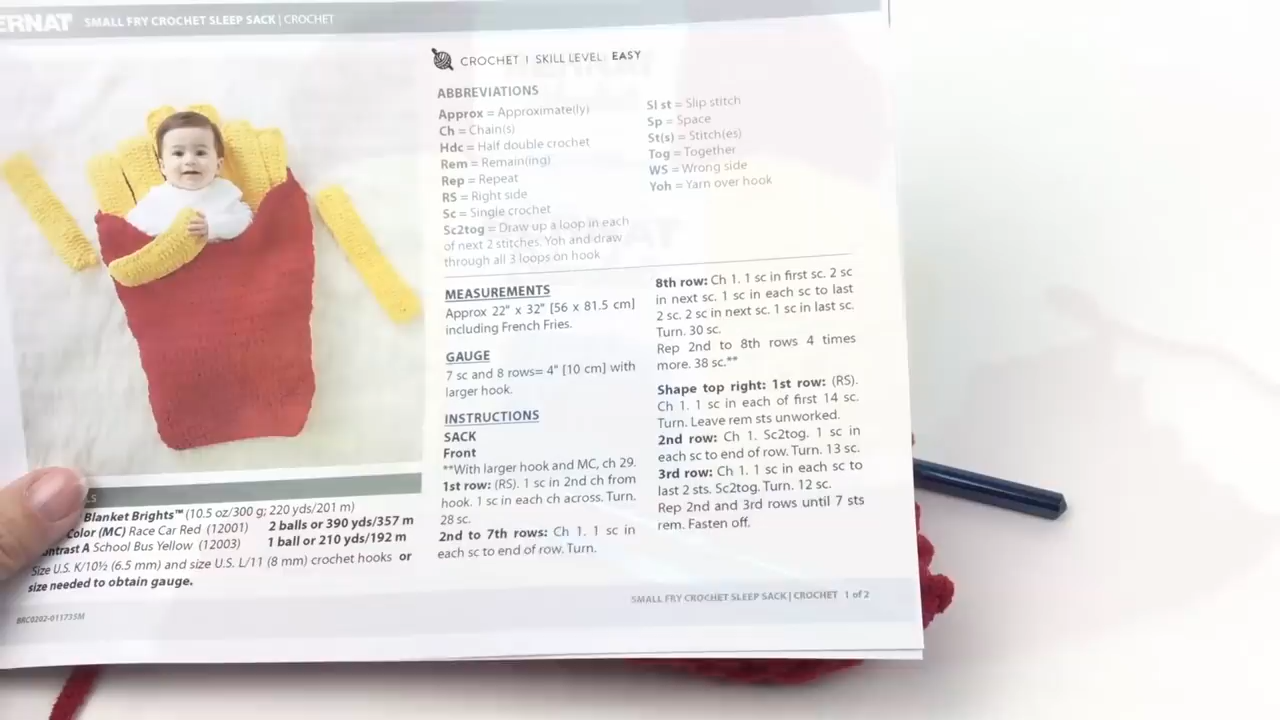 ERNAT SMALL FRY CROCHET SLEEP SACK | CROCHET
CROCHET I SKILL LEVEL: EASY
ABBREVIATIONS
Approx = Approximate(ly)
Ch = Chain(s)
Hdc = Half double crochet
Rem = Remain(ing)
Rep = Repeat
RS = Right side
Sc = Single crochet
Sc2tog = Draw up a loop in each
of next 2 stitches. Yoh and draw
through all 3 loops on hook
Sl st = Slip stitch
Sp = Space
St(s) = Stitch(es)
Tog = Together
WS = Wrong side
Yoh = Yarn over hook
MEASUREMENTS
Approx 22" x 32" [56 x 81.5 cm]
including French Fries.
GAUGE
7 sc and 8 rows= 4" [10 cm] with
larger hook.
INSTRUCTIONS
SACK
Front
**With larger hook and MC, ch 29.
1st row: (RS). 1 sc in 2nd ch from
hook. 1 sc in each ch across. Turn.
28 sc.
2nd to 7th rows: Ch 1. 1 sc in
each sc to end of row. Turn.
8th row: Ch 1. 1 sc in first sc. 2 sc
in next sc. 1 sc in each sc to last
2 sc. 2 sc in next sc. 1 sc in last sc.
Turn. 30 sc.
Rep 2nd to 8th rows 4 times
more. 38 sc.**
Shape top right: 1st row: (RS).
Ch 1. 1 sc in each of first 14 sc.
Turn. Leave rem sts unworked.
2nd row: Ch 1. Sc2tog. 1 sc in
each sc to end of row. Turn. 13 sc.
3rd row: Ch 1. 1 sc in each sc to
last 2 sts. Sc2tog. Turn. 12 sc.
Rep 2nd and 3rd rows until 7 sts
rem. Fasten off.
LS
Blanket Brights™ (10.5 oz/300 g; 220 yds/201 m)
Color (MC) Race Car Red (12001) 2 balls or 390 yds/357 m
ntrast A School Bus Yellow (12003) 1 ball or 210 yds/192 m
Size U.S. K/10½ (6.5 mm) and size U.S. L/11 (8 mm) crochet hooks or
size needed to obtain gauge.
BRC0202-011735M
SMALL FRY CROCHET SLEEP SACK | CROCHET 1 of 2